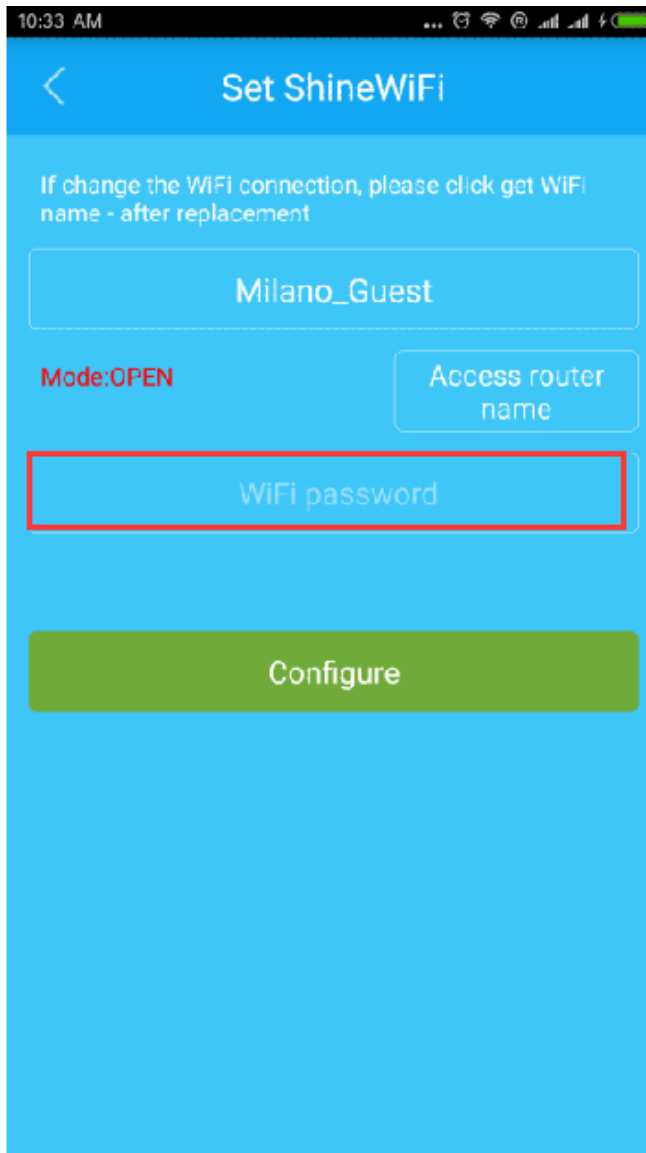 10:33 AM
Set ShineWiFi
If change the WiFi connection, please click get WiFi
name - after replacement
Milano_Guest
Mode:OPEN
Access router
name
WiFi password
Configure